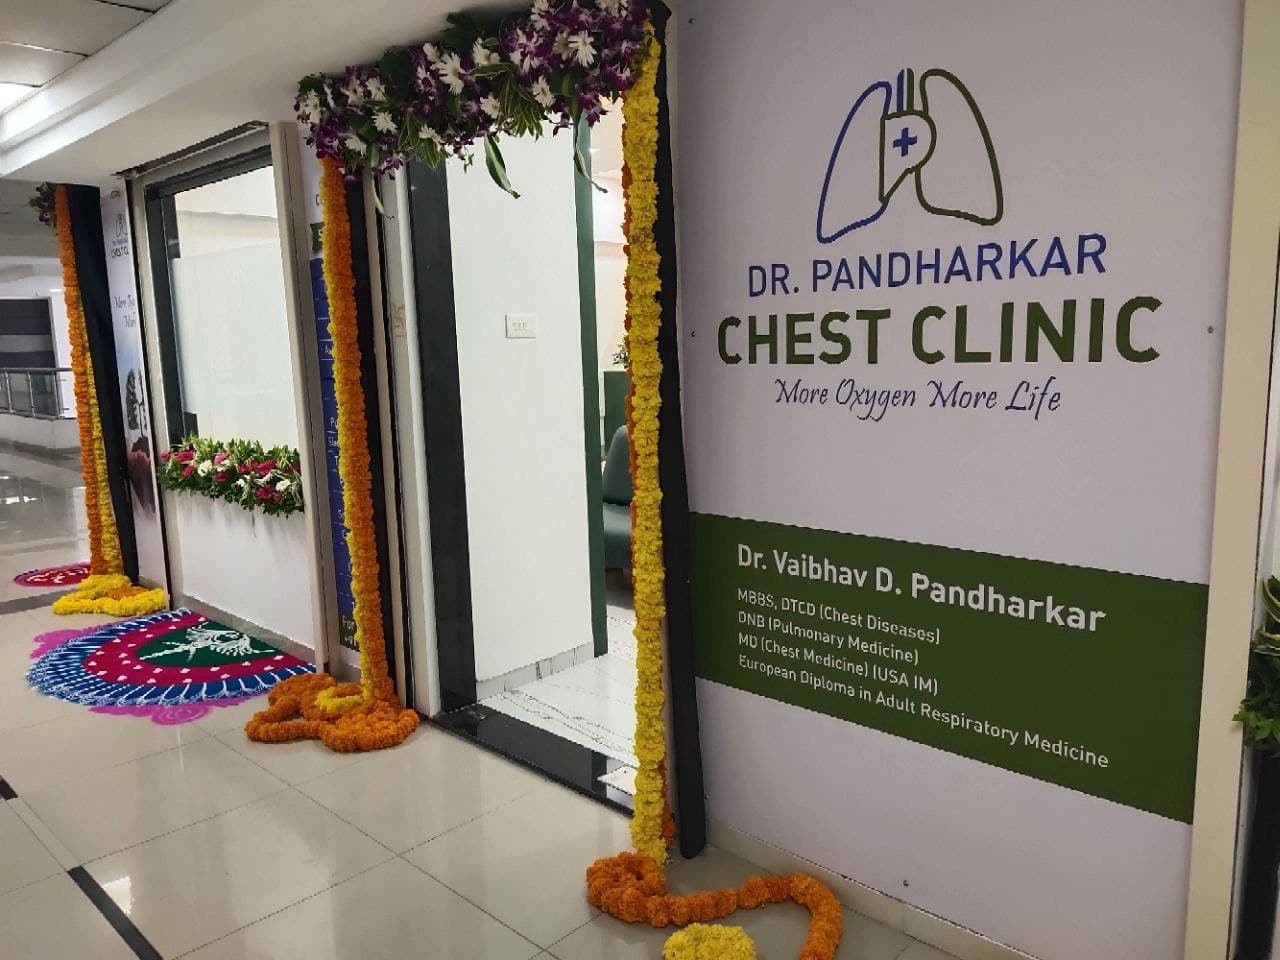 DR. PANDHARKAR
CHEST CLINIC
More Oxygen More Life
Dr. Vaibhav D. Pandharkar
MBBS, DTCD (Chest Diseases)
DNB (Pulmonary Medicine)
MD (Chest Medicine) (USA IM)
European Diploma in Adult Respiratory Medicine